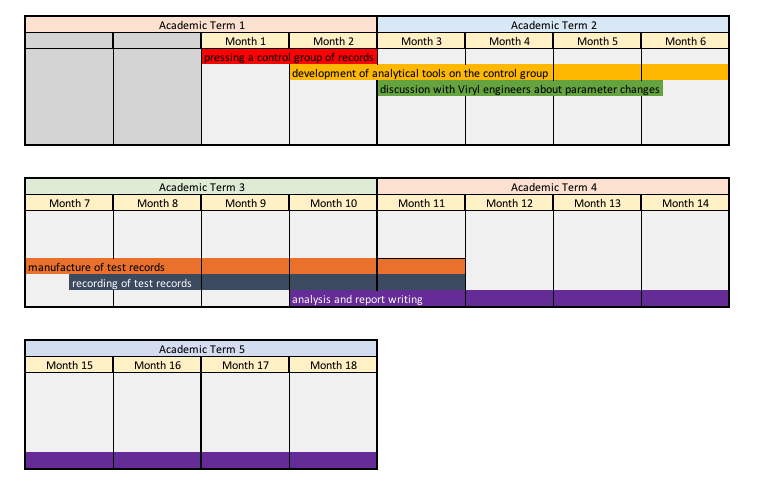 Academic Term 1 Academic Term 2
Month 1 Month 2 Month 3 Month 4 Month 5 Month 6
pressing a control group of records
development of analytical tools on the control group
discussion with Viryl engineers about parameter changes
Academic Term 3 Academic Term 4
Month 7 Month 8 Month 9 Month 10 Month 11 Month 12 Month 13 Month 14
manufacture of test records
recording of test records
analysis and report writing
Academic Term 5
Month 15 Month 16 Month 17 Month 18